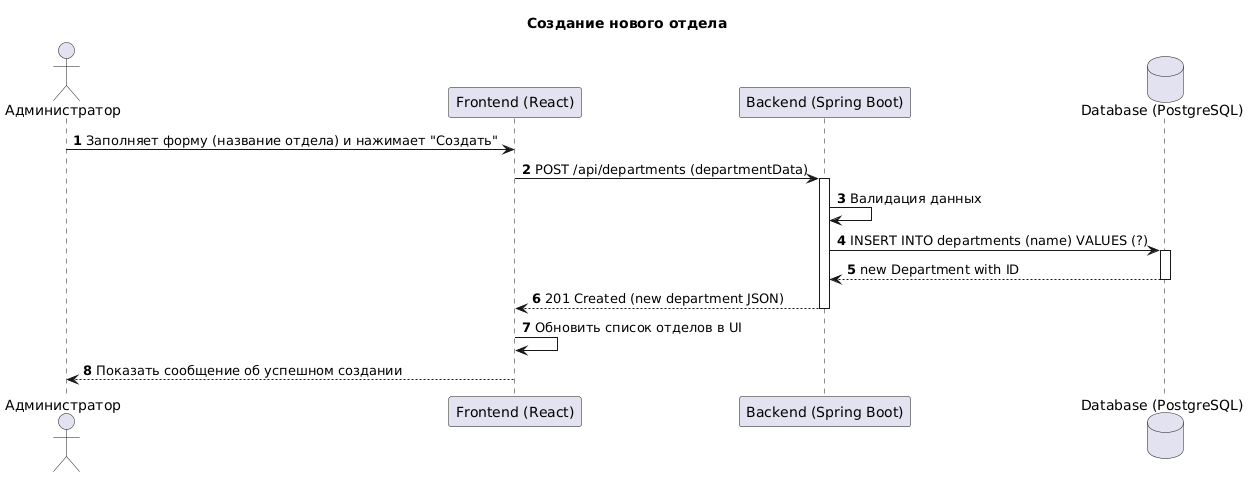 Создание нового отдела
Администратор
Frontend (React)
Backend (Spring Boot)
Database (PostgreSQL)
1 Заполняет форму (название отдела) и нажимает "Создать"
2 POST /api/departments (departmentData)
3 Валидация данных
4 INSERT INTO departments (name) VALUES (?)
5 new Department with ID
6 201 Created (new department JSON)
7 Обновить список отделов в UI
8 Показать сообщение об успешном создании
Администратор
Frontend (React)
Backend (Spring Boot)
Database (PostgreSQL)